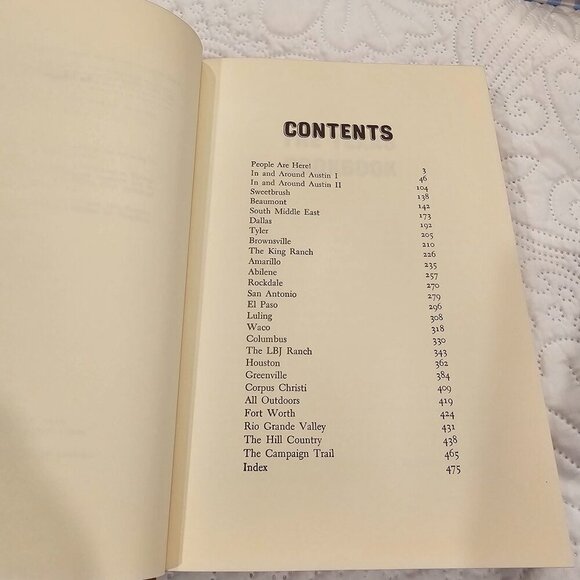 CONTENTS
People Are Here! 3
In and Around Austin I 46
In and Around Austin II 104
Sweetbrush 138
Beaumont 142
South Middle East 173
Dallas 192
Tyler 205
Brownsville 210
The King Ranch 226
Amarillo 235
Abilene 257
Rockdale 270
San Antonio 279
El Paso 296
Luling 308
Waco 318
Columbus 330
The LBJ Ranch 343
Houston 362
Greenville 384
Corpus Christi 409
All Outdoors 419
Fort Worth 424
Rio Grande Valley 431
The Hill Country 438
The Campaign Trail 465
Index 475